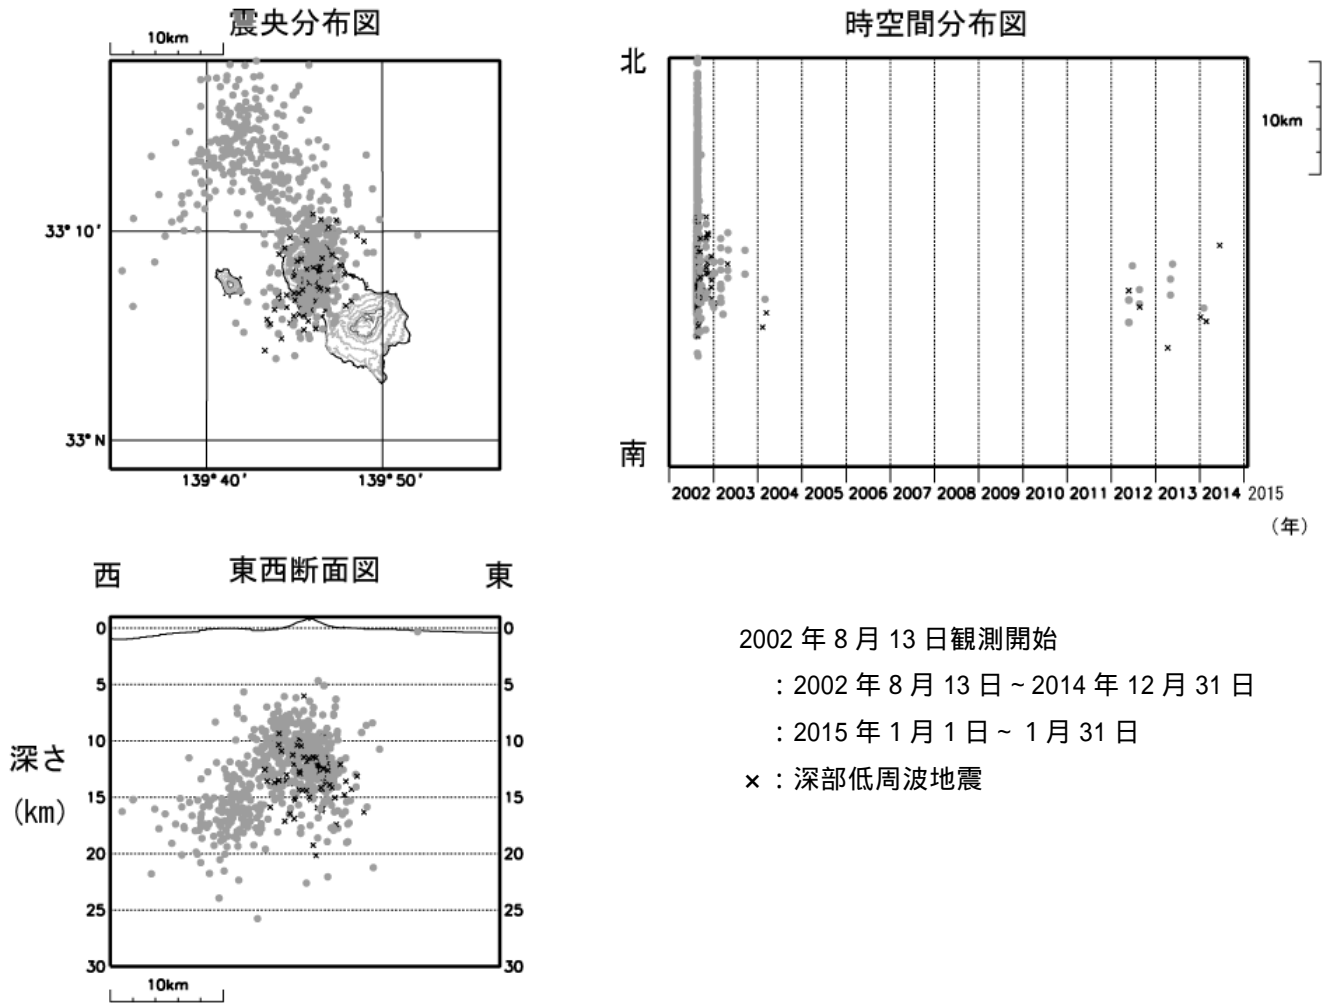 震央分布図
10km
33° 10′
33° N
139° 40′ 139° 50′
時空間分布図
北
南
10km
2002 2003 2004 2005 2006 2007 2008 2009 2010 2011 2012 2013 2014 2015
(年)
東西断面図
西 東
0 0
5 5
10 10
15 15
20 20
25 25
30 30
深さ
(km)
10km
2002 年 8 月 13 日観測開始
：2002 年 8 月 13 日 ~ 2014 年 12 月 31 日
：2015 年 1 月 1 日 ~ 1 月 31 日
×：深部低周波地震